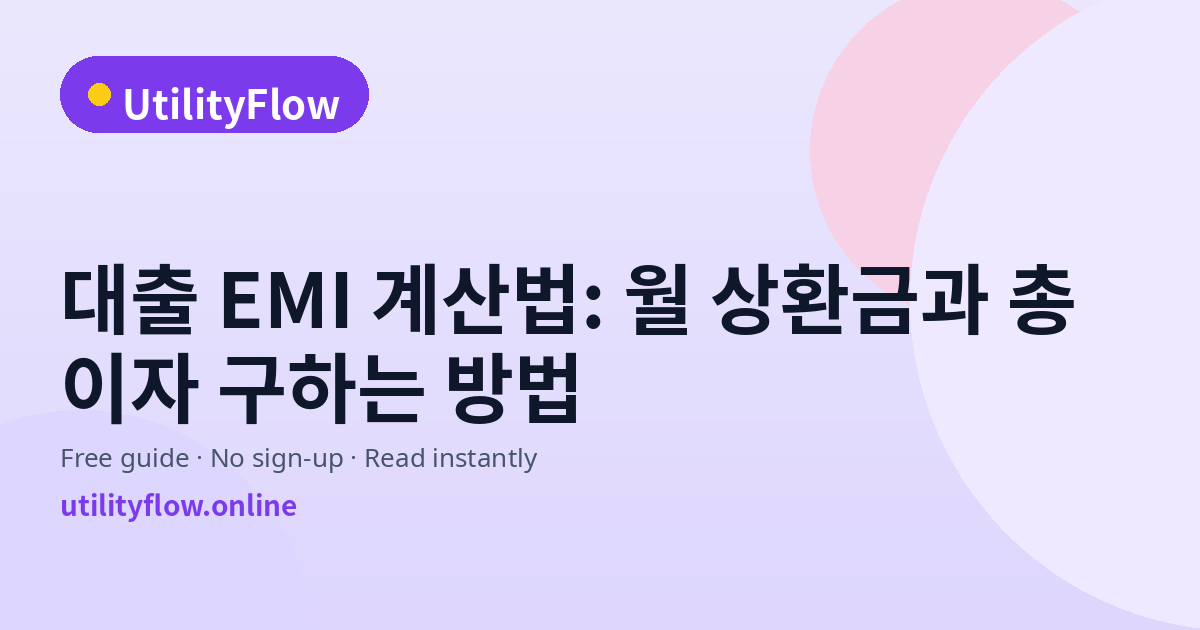 UtilityFlow
대출 EMI 계산법: 월 상환금과 총
이자 구하는 방법
Free guide · No sign-up · Read instantly
utilityflow.online